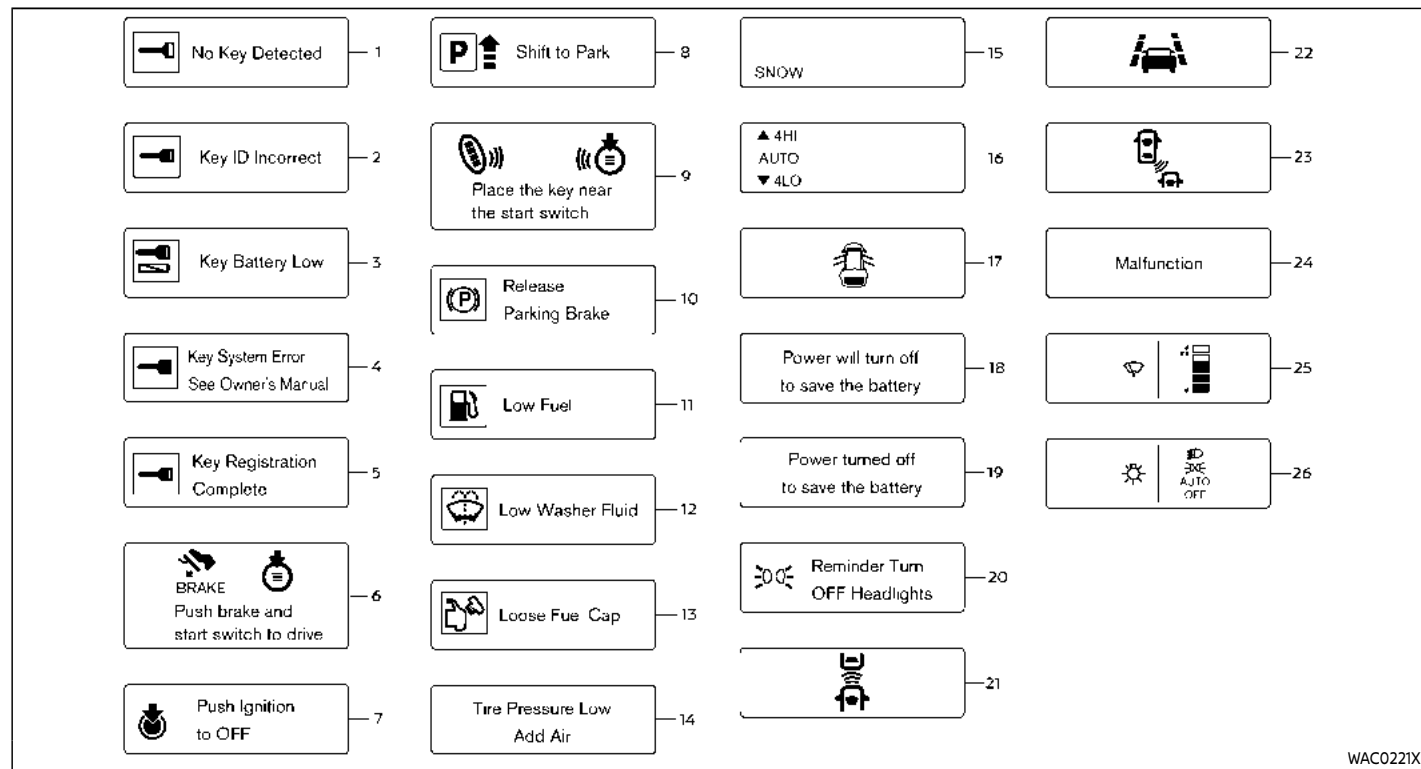 No Key Detected
1
Key ID Incorrect
2
Key Battery Low
3
Key System Error
See Owner's Manual
4
Key Registration
Complete
5
BRAKE
Push brake and
start switch to drive
6
Push Ignition
to OFF
7
P
Shift to Park
8
Place the key near
the start switch
9
P
Release
Parking Brake
10
Low Fuel
11
Low Washer Fluid
12
Loose Fue Cap
13
Tire Pressure Low
Add Air
14
SNOW
15
▲ 4HI
AUTO
▼ 4LO
16
17
Power will turn off
to save the battery
18
Power turned off
to save the battery
19
Reminder Turn
OFF Headlights
20
21
22
23
Malfunction
24
25
AUTO
OFF
26
WAC0221X